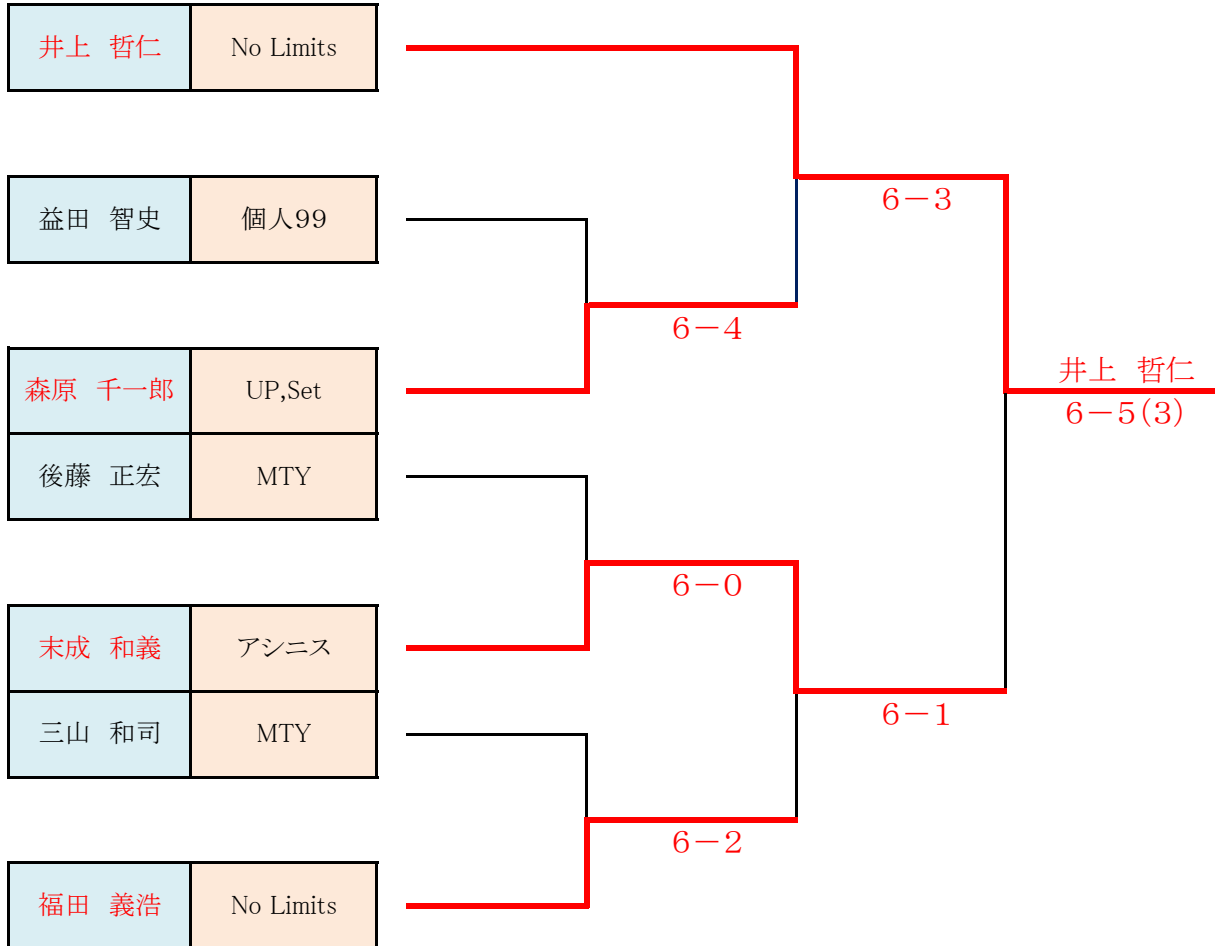 井上　哲仁 No Limits
益田　智史 個人99
森原　千一郎 UP,Set
後藤　正宏 MTY
末成　和義 アシニス
三山　和司 MTY
福田　義浩 No Limits
6－4
6－0
6－2
6－3
6－1
井上　哲仁
6－5(3)